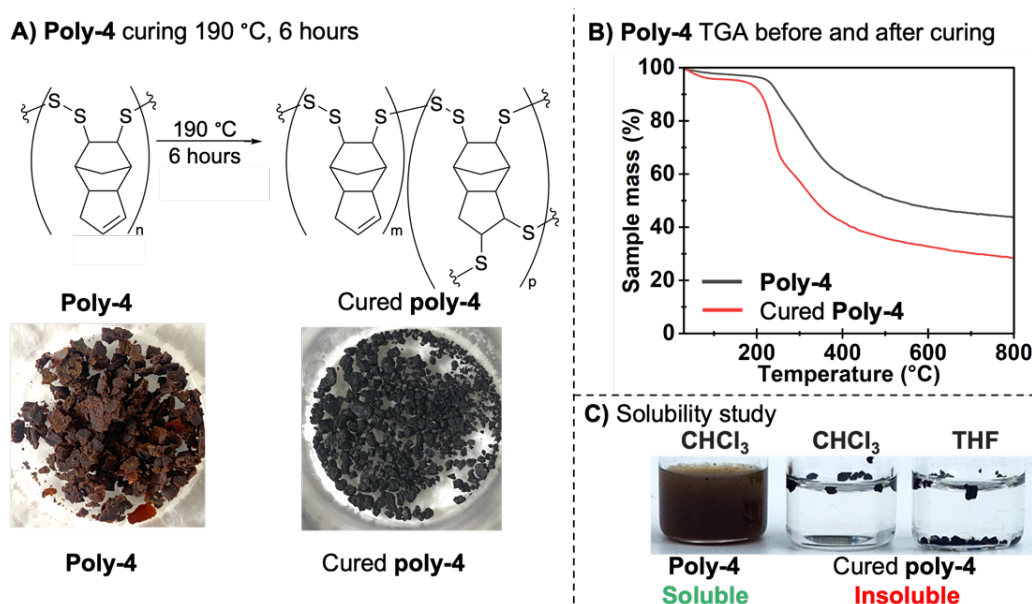 A) Poly-4 curing 190 °C, 6 hours
S
S
S
n
190 °C
6 hours
S
S
S
m
S
S
S
S
S
p
Poly-4
Cured poly-4
Poly-4
Cured poly-4
B) Poly-4 TGA before and after curing
Sample mass (%)
100
80
60
40
20
0
Poly-4
Cured Poly-4
200
400
600
800
Temperature (°C)
C) Solubility study
CHCl₃
CHCl₃
THF
Poly-4
Cured poly-4
Soluble
Insoluble